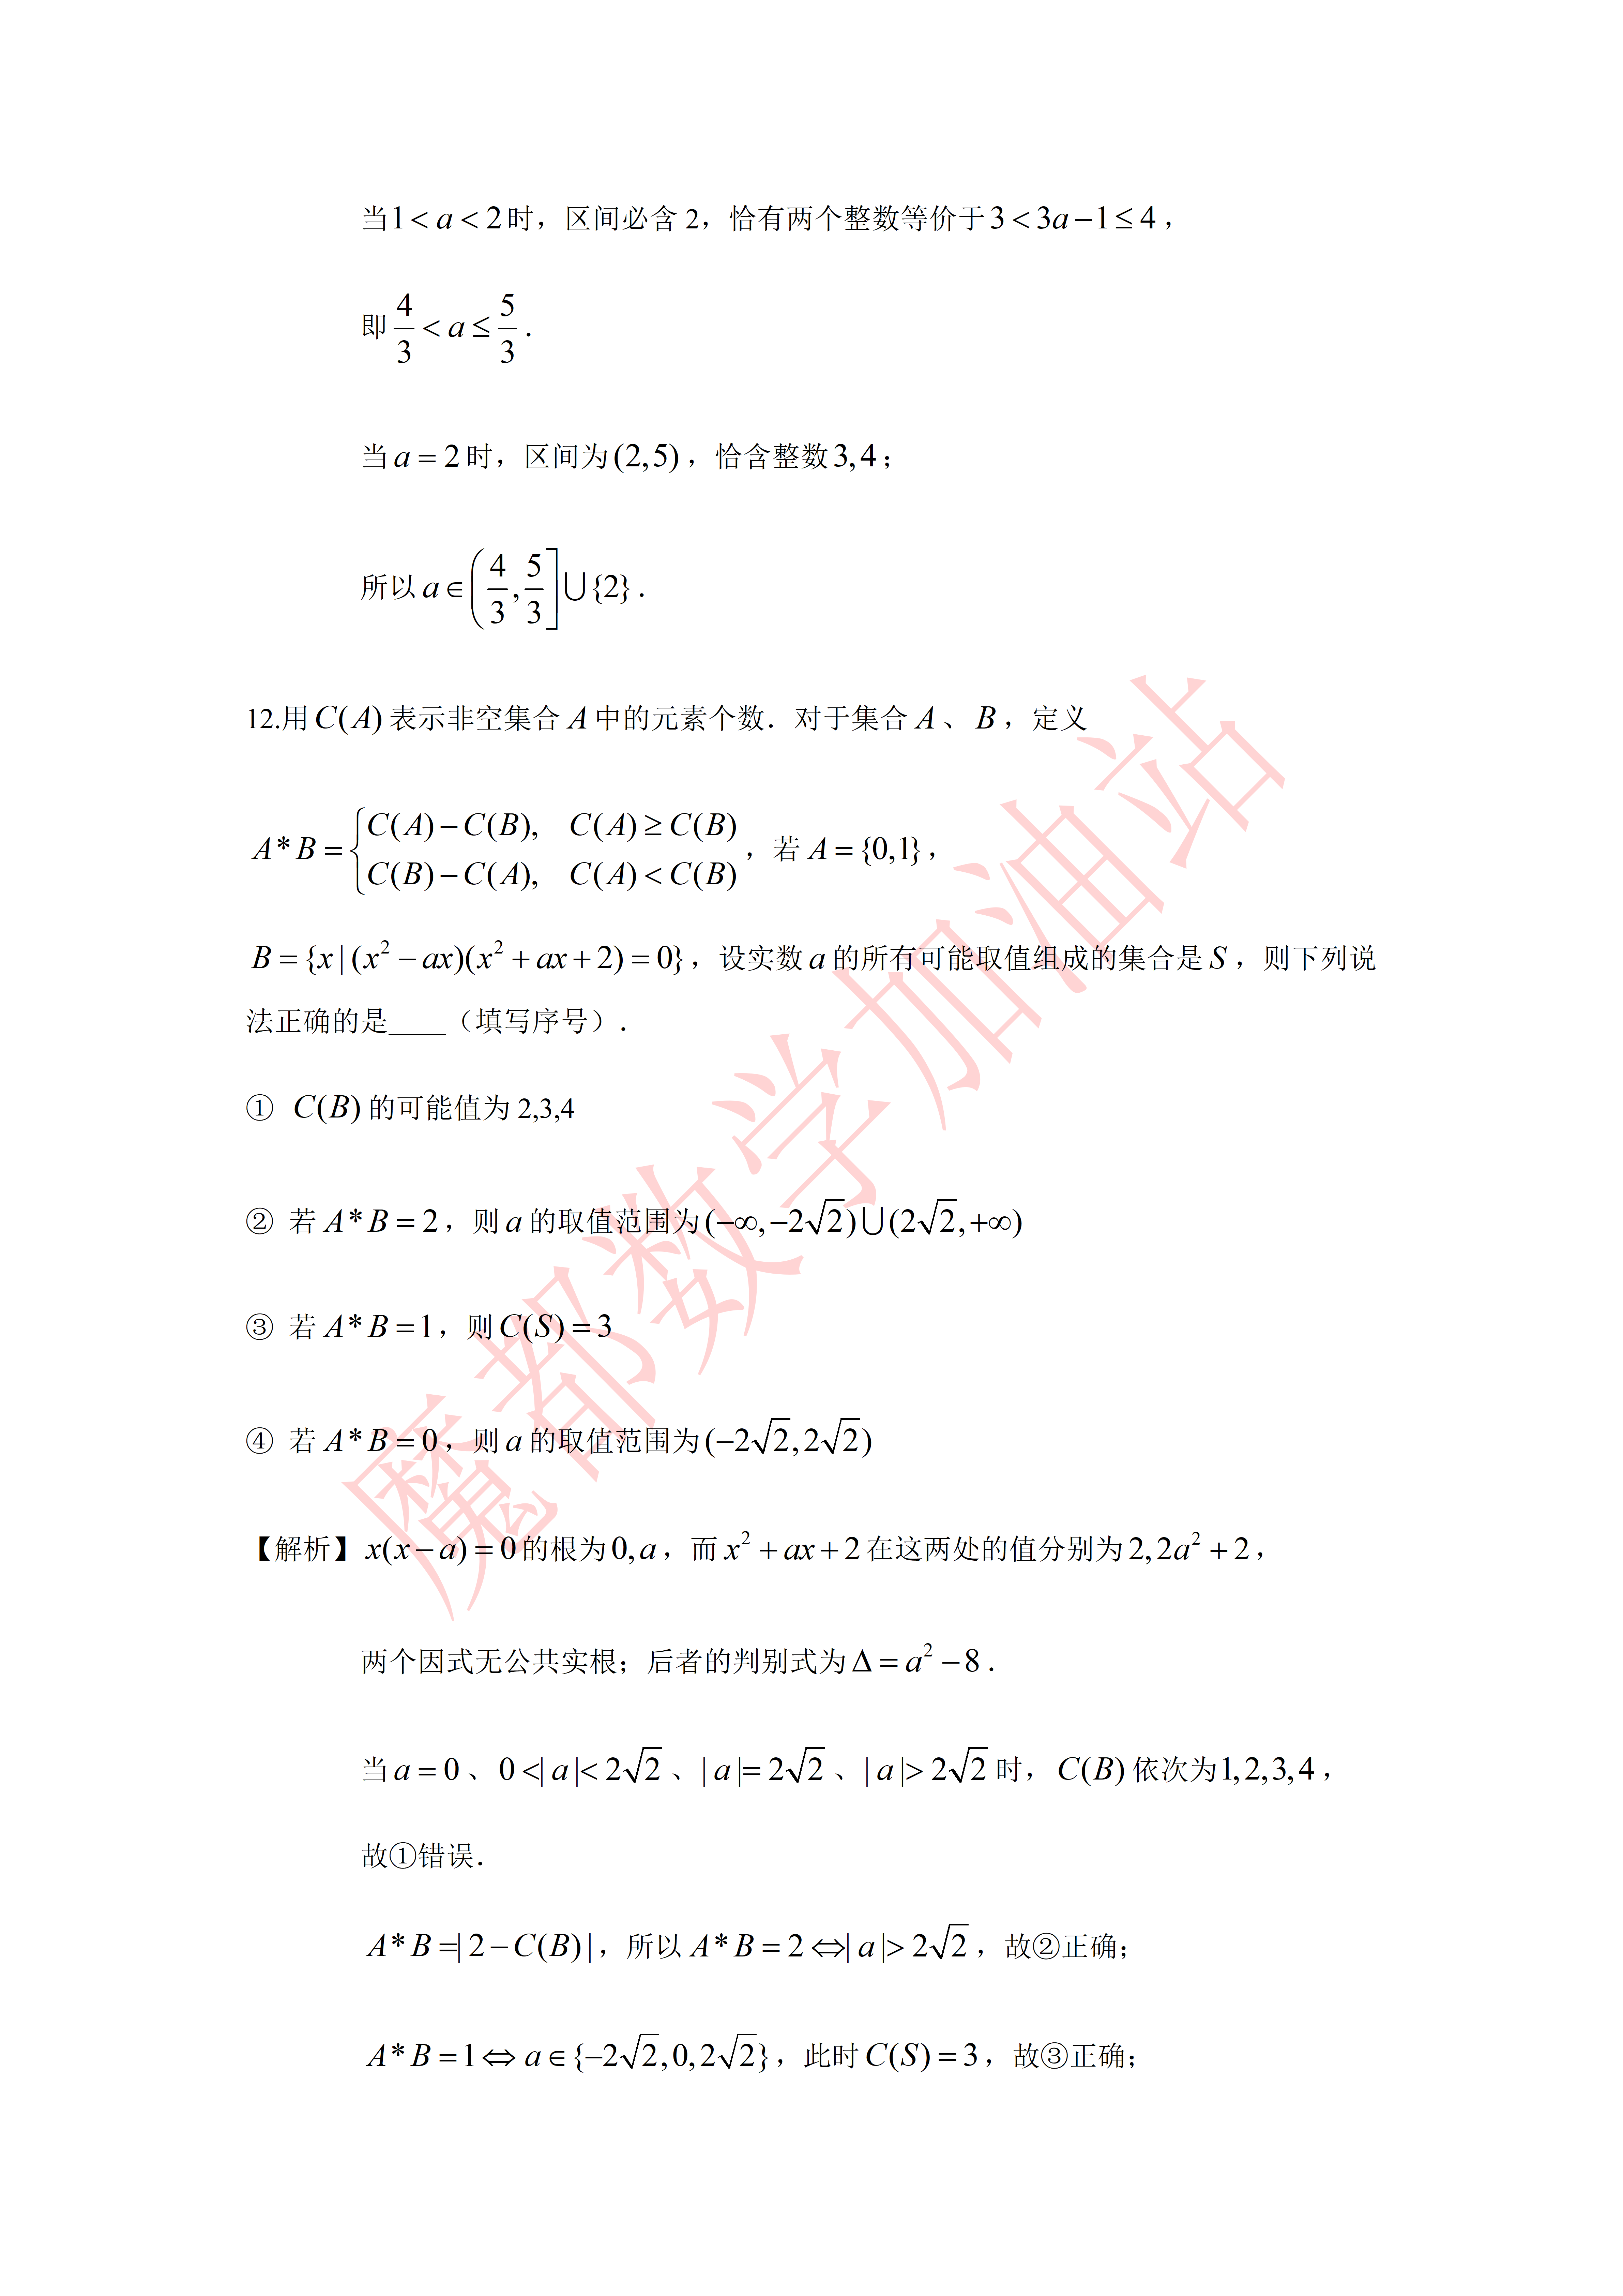 当1 < a < 2时，区间必含 2，恰有两个整数等价于3 < 3a − 1 ≤ 4，
即 4/3 < a ≤ 5/3．
当a = 2时，区间为(2,5)，恰含整数3,4；
所以a ∈ (4/3, 5/3] ∪ {2}．
12.用C(A)表示非空集合A中的元素个数．对于集合A、B，定义
A * B = { C(A) − C(B),  C(A) ≥ C(B)
C(B) − C(A),  C(A) < C(B) ，若A = {0,1}，
B = {x | (x² − ax)(x² + ax + 2) = 0}，设实数a的所有可能取值组成的集合是S，则下列说
法正确的是____（填写序号）．
① C(B)的可能值为 2,3,4
② 若A * B = 2，则a的取值范围为(−∞, −2√2) ∪ (2√2, +∞)
③ 若A * B = 1，则C(S) = 3
④ 若A * B = 0，则a的取值范围为(−2√2, 2√2)
【解析】x(x − a) = 0的根为0, a，而x² + ax + 2在这两处的值分别为2, 2a² + 2，
两个因式无公共实根；后者的判别式为Δ = a² − 8．
当a = 0、0 <| a |< 2√2、| a |= 2√2、| a |> 2√2时，C(B)依次为1, 2, 3, 4，
故①错误．
A * B =| 2 − C(B) |，所以A * B = 2 ⇔| a |> 2√2，故②正确；
A * B = 1 ⇔ a ∈ {−2√2, 0, 2√2}，此时C(S) = 3，故③正确；
魔都数学加油站